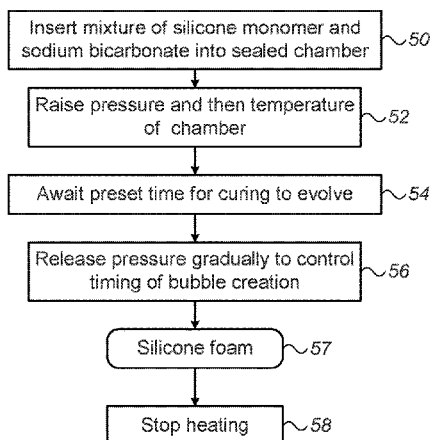 Insert mixture of silicone monomer and
sodium bicarbonate into sealed chamber
50
Raise pressure and then temperature
of chamber
52
Await preset time for curing to evolve
54
Release pressure gradually to control
timing of bubble creation
56
Silicone foam
57
Stop heating
58